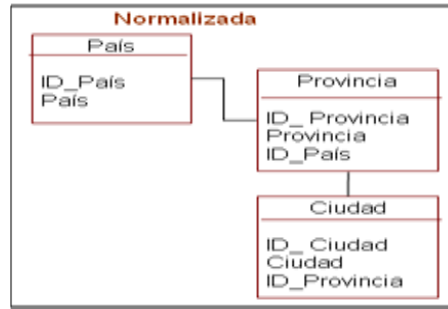 Normalizada
País
ID_País
País
Provincia
ID_ Provincia
Provincia
ID_País
Ciudad
ID_ Ciudad
Ciudad
ID_Provincia